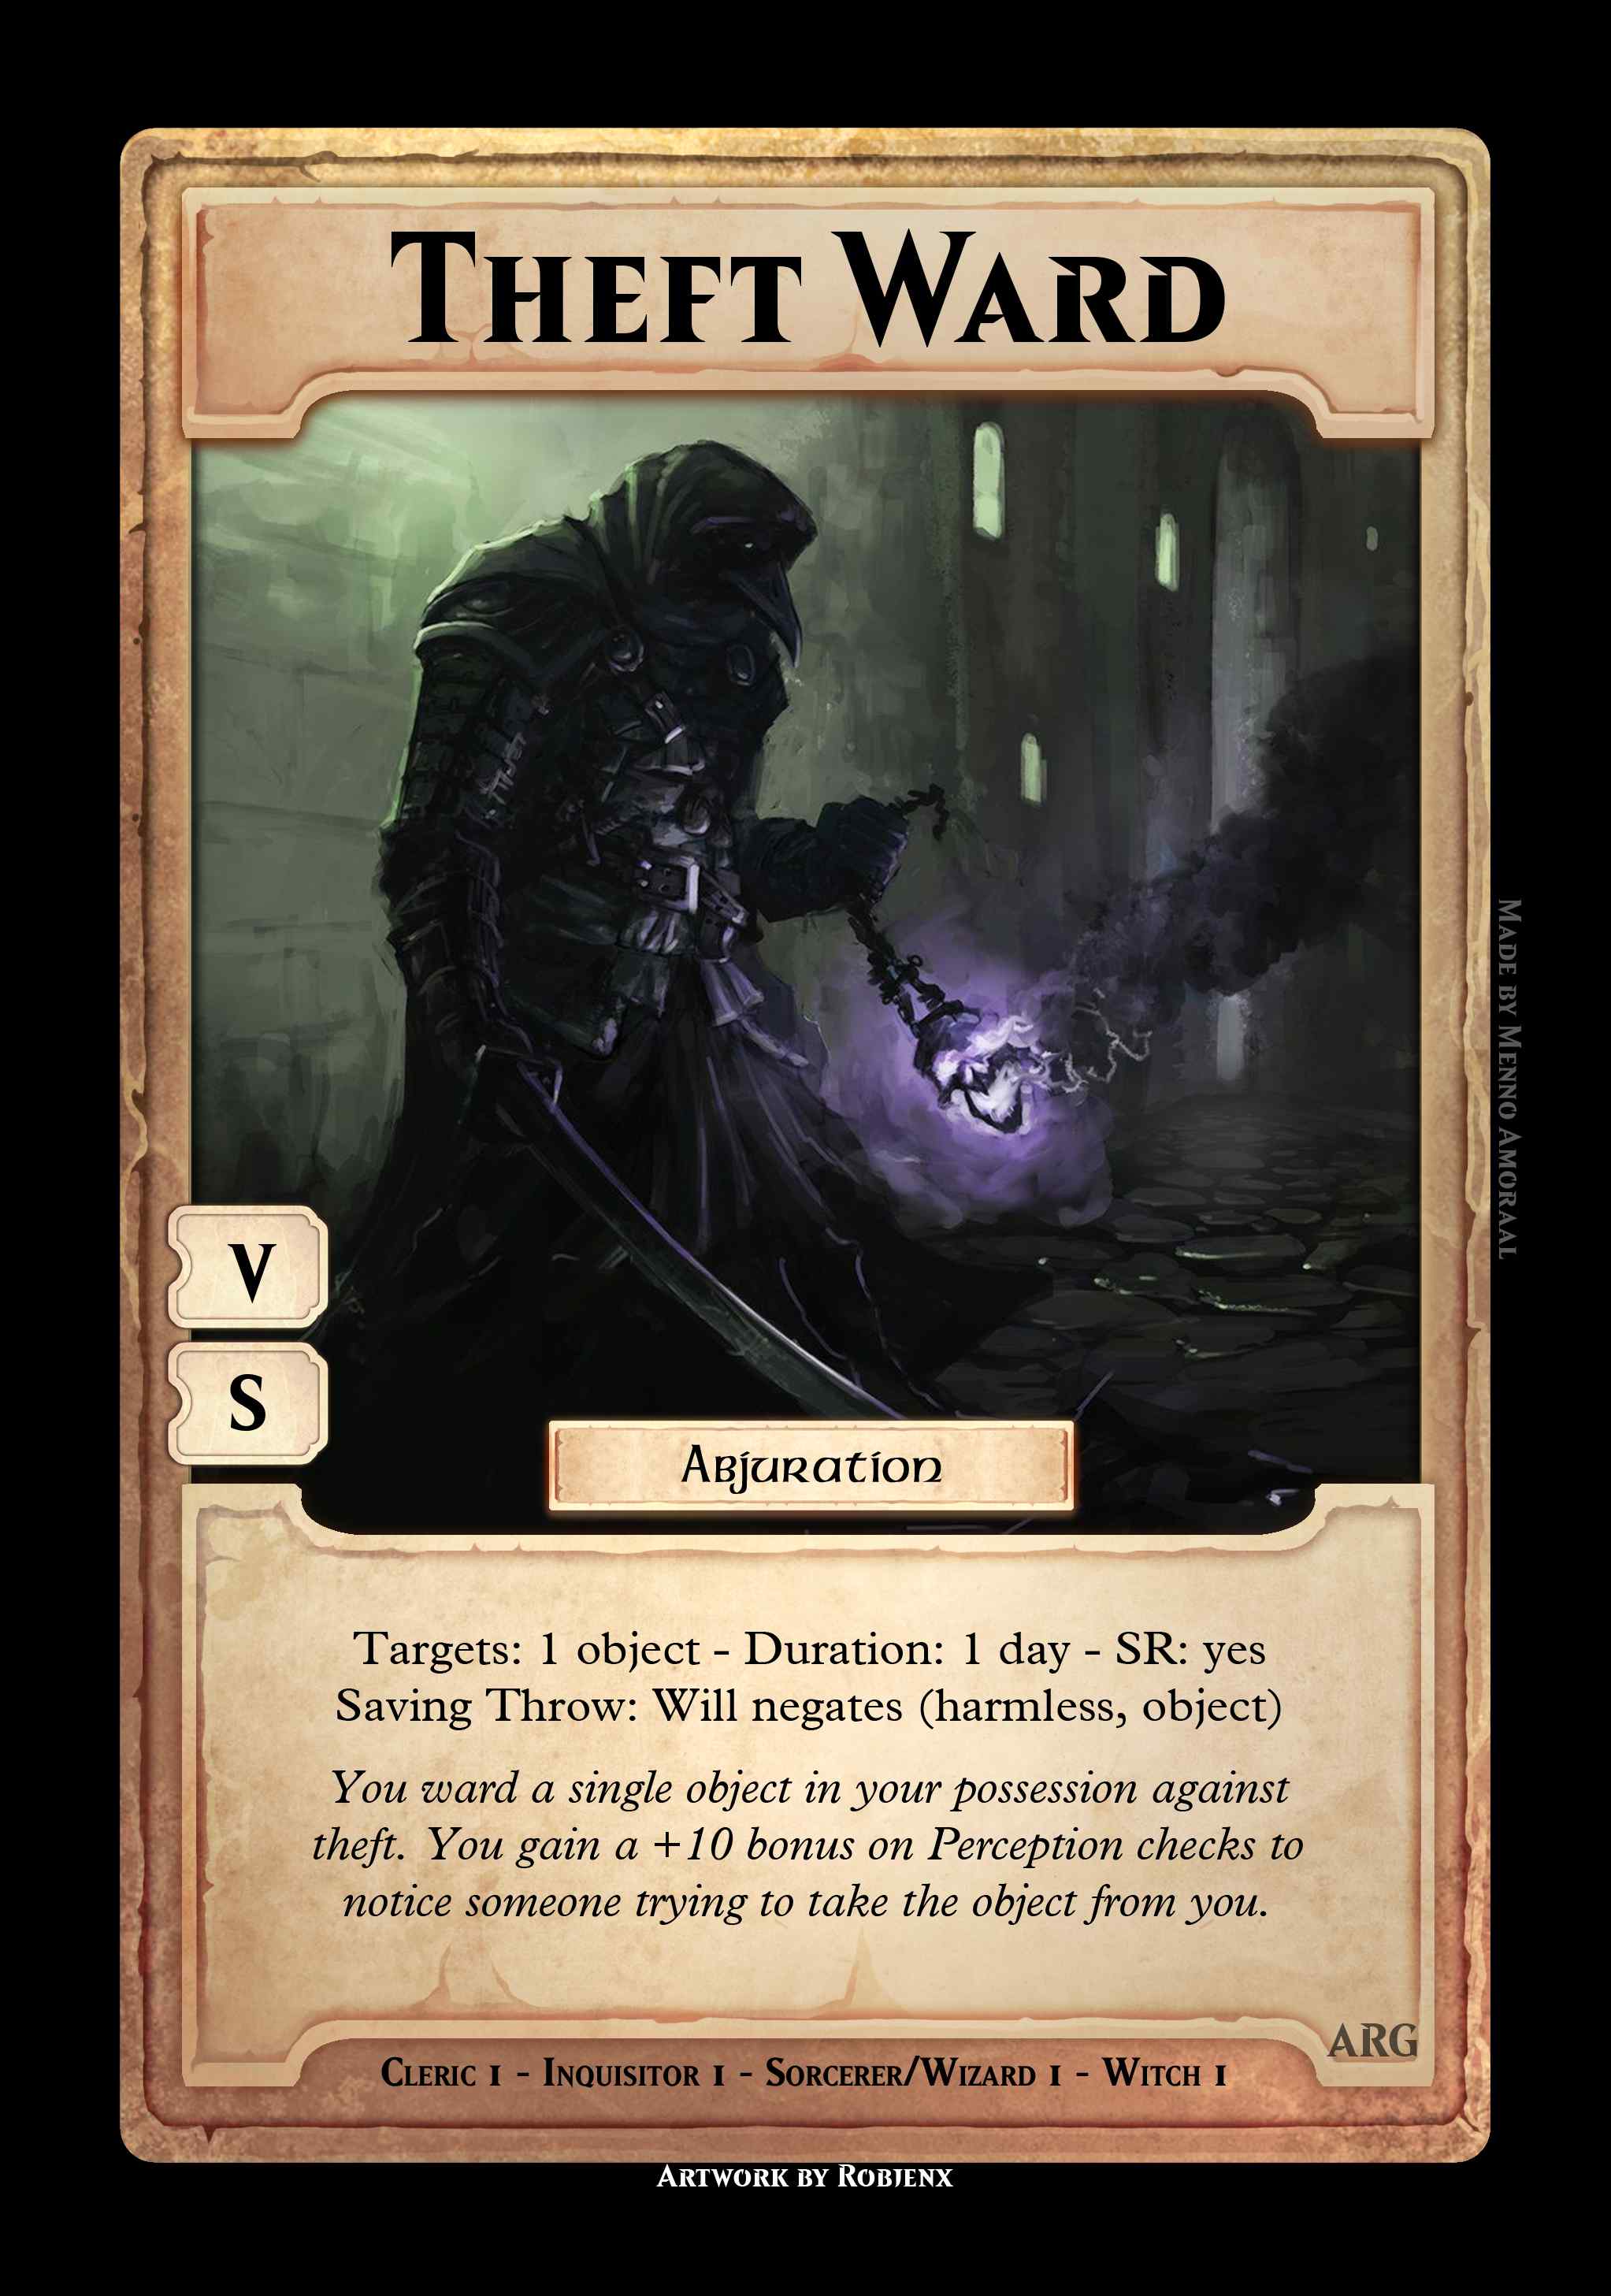 Theft Ward
Made by Menno Amoraal
V
S
Abjuration
Targets: 1 object - Duration: 1 day - SR: yes
Saving Throw: Will negates (harmless, object)
You ward a single object in your possession against
theft. You gain a +10 bonus on Perception checks to
notice someone trying to take the object from you.
ARG
Cleric 1 - Inquisitor 1 - Sorcerer/Wizard 1 - Witch 1
Artwork by Robjenx